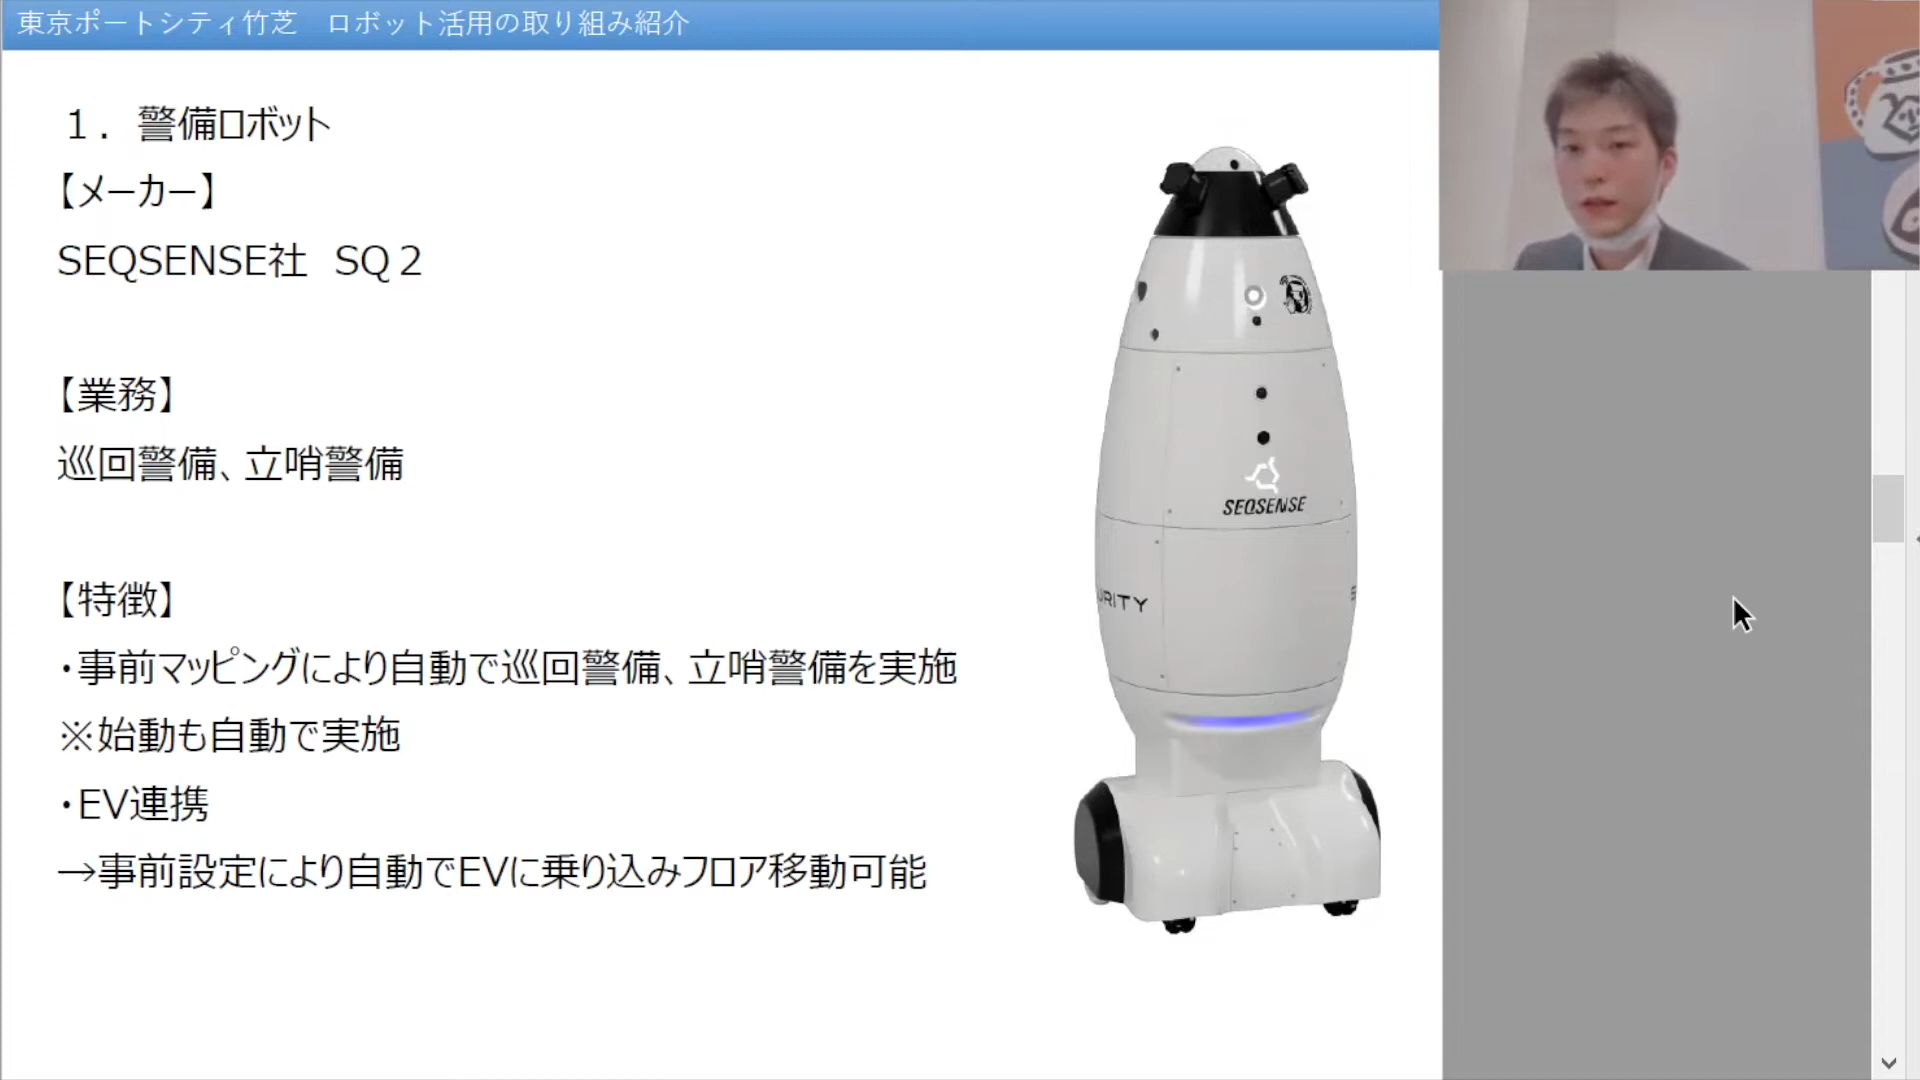 東京ポートシティ竹芝　ロボット活用の取り組み紹介
１．警備ロボット
【メーカー】
SEQSENSE社　SQ２
【業務】
巡回警備、立哨警備
【特徴】
・事前マッピングにより自動で巡回警備、立哨警備を実施
※始動も自動で実施
・EV連携
→事前設定により自動でEVに乗り込みフロア移動可能
SEQSENSE
URITY